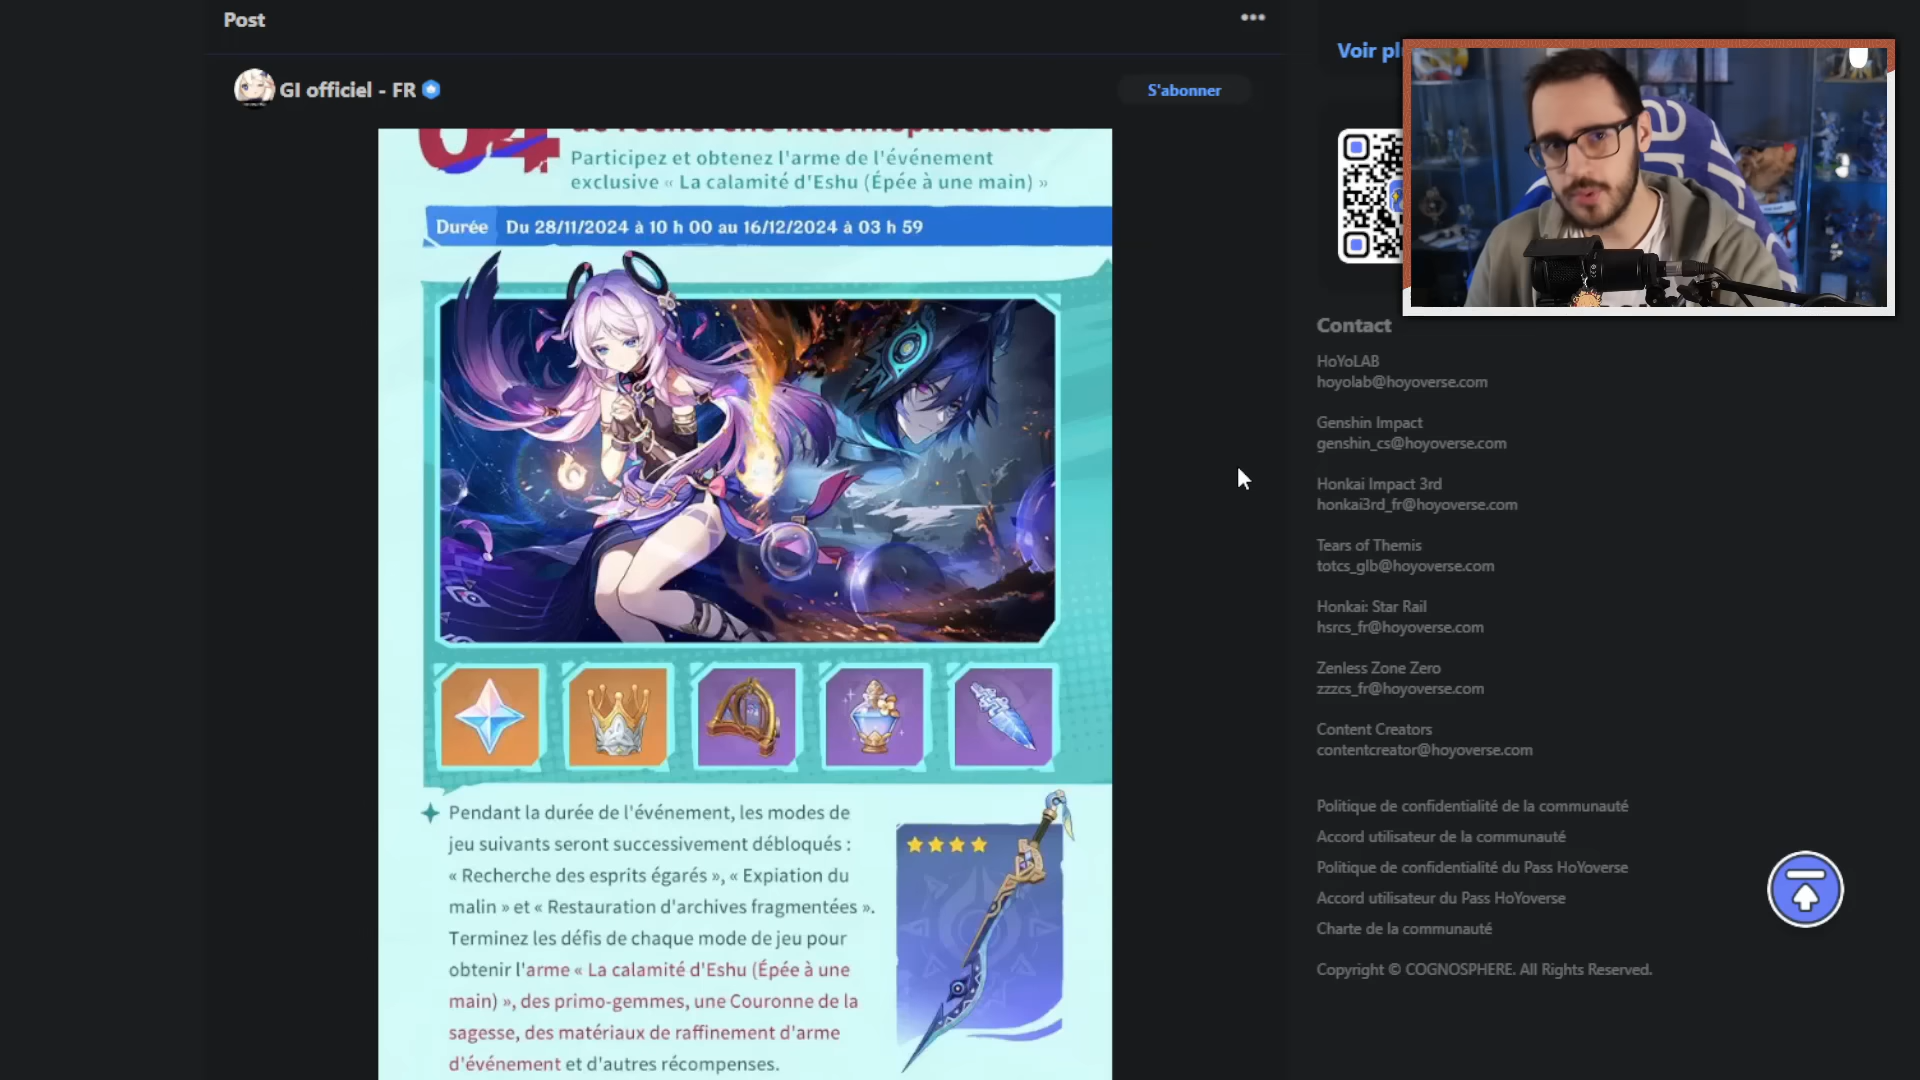 Post
GI officiel - FR
S'abonner
Voir pl
04
de recherche
Participez et obtenez l'arme de l'événement
exclusive « La calamité d'Eshu (Épée à une main) »
Durée Du 28/11/2024 à 10 h 00 au 16/12/2024 à 03 h 59
Pendant la durée de l'événement, les modes de
jeu suivants seront successivement débloqués :
« Recherche des esprits égarés », « Expiation du
malin » et « Restauration d'archives fragmentées ».
Terminez les défis de chaque mode de jeu pour
obtenir l'arme « La calamité d'Eshu (Épée à une
main) », des primo-gemmes, une Couronne de la
sagesse, des matériaux de raffinement d'arme
d'événement et d'autres récompenses.
Contact
HoYoLAB
hoyolab@hoyoverse.com
Genshin Impact
genshin_cs@hoyoverse.com
Honkai Impact 3rd
honkai3rd_fr@hoyoverse.com
Tears of Themis
totcs_glb@hoyoverse.com
Honkai: Star Rail
hsrcs_fr@hoyoverse.com
Zenless Zone Zero
zzzcs_fr@hoyoverse.com
Content Creators
contentcreator@hoyoverse.com
Politique de confidentialité de la communauté
Accord utilisateur de la communauté
Politique de confidentialité du Pass HoYoverse
Accord utilisateur du Pass HoYoverse
Charte de la communauté
Copyright © COGNOSPHERE. All Rights Reserved.